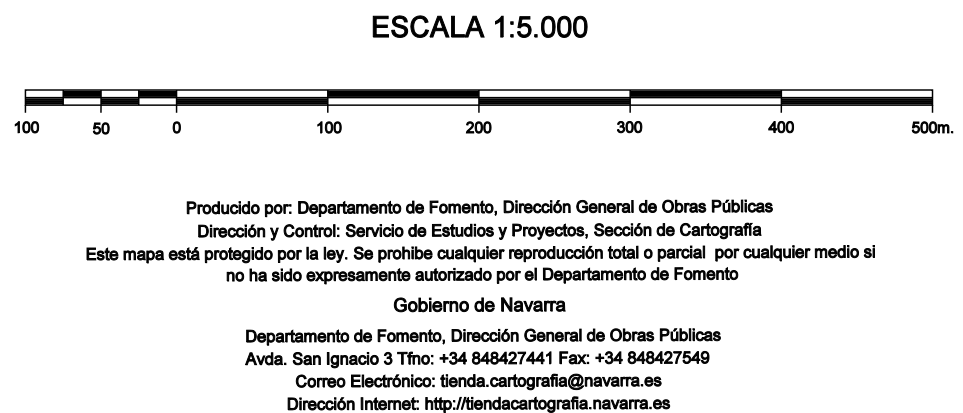 ESCALA 1:5.000
100 50 0 100 200 300 400 500m.
Producido por: Departamento de Fomento, Dirección General de Obras Públicas
Dirección y Control: Servicio de Estudios y Proyectos, Sección de Cartografía
Este mapa está protegido por la ley. Se prohibe cualquier reproducción total o parcial por cualquier medio si
no ha sido expresamente autorizado por el Departamento de Fomento
Gobierno de Navarra
Departamento de Fomento, Dirección General de Obras Públicas
Avda. San Ignacio 3 Tfno: +34 848427441 Fax: +34 848427549
Correo Electrónico: tienda.cartografia@navarra.es
Dirección Internet: http://tiendacartografia.navarra.es